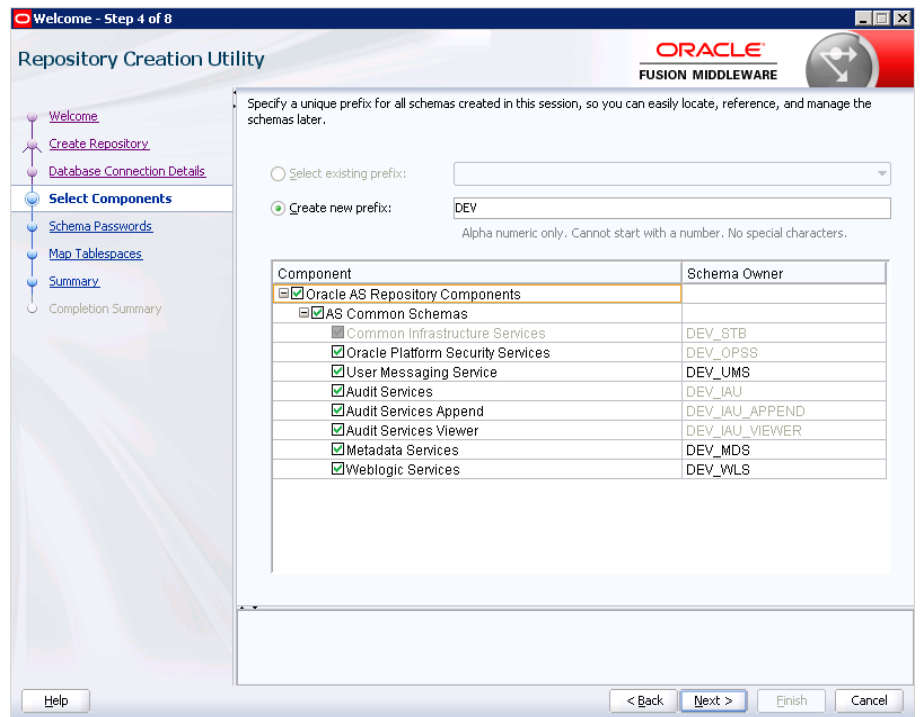 Welcome - Step 4 of 8
Repository Creation Utility
ORACLE
FUSION MIDDLEWARE
Welcome
Create Repository
Database Connection Details
Select Components
Schema Passwords
Map Tablespaces
Summary
Completion Summary
Specify a unique prefix for all schemas created in this session, so you can easily locate, reference, and manage the
schemas later.
Select existing prefix:
Create new prefix: DEV
Alpha numeric only. Cannot start with a number. No special characters.
Component Schema Owner
Oracle AS Repository Components
AS Common Schemas
Common Infrastructure Services DEV_STB
Oracle Platform Security Services DEV_OPSS
User Messaging Service DEV_UMS
Audit Services DEV_IAU
Audit Services Append DEV_IAU_APPEND
Audit Services Viewer DEV_IAU_VIEWER
Metadata Services DEV_MDS
Weblogic Services DEV_WLS
Help < Back Next > Finish Cancel